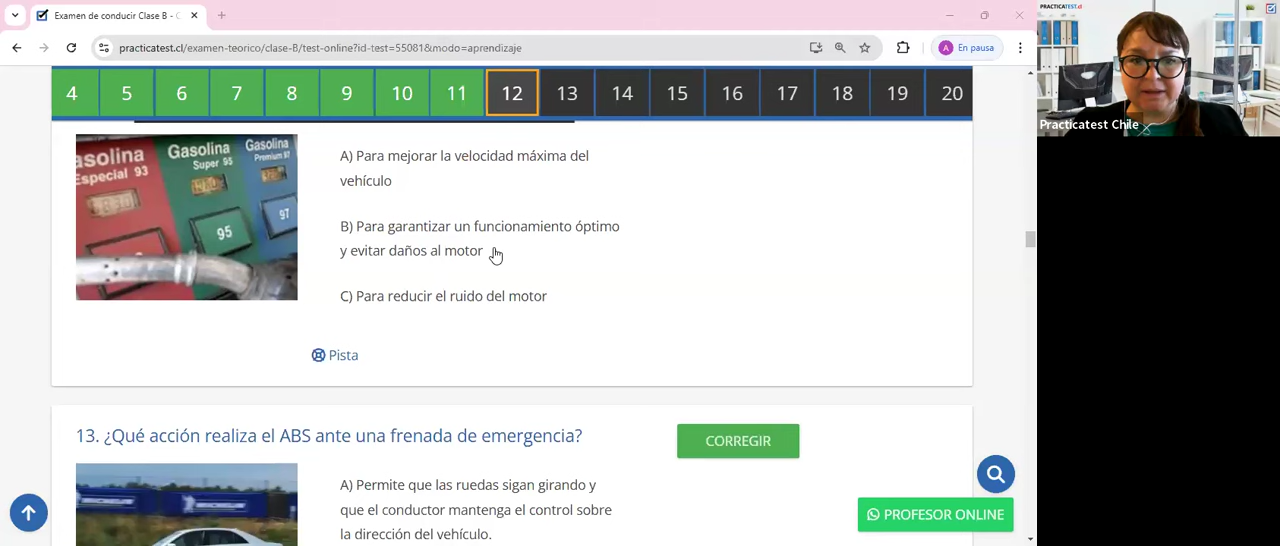 Examen de conducir Clase B - C
practicatest.cl/examen-teorico/clase-B/test-online?id-test=55081&modo=aprendizaje
A
En pausa
PRACTICATEST.cl
Practicatest Chile
4 5 6 7 8 9 10 11 12 13 14 15 16 17 18 19 20
Gasolina
Especial 93
Gasolina
Super 95
Gasolina
Premium 97
95
97
A) Para mejorar la velocidad máxima del
vehículo
B) Para garantizar un funcionamiento óptimo
y evitar daños al motor
C) Para reducir el ruido del motor
Pista
13. ¿Qué acción realiza el ABS ante una frenada de emergencia?
CORREGIR
A) Permite que las ruedas sigan girando y
que el conductor mantenga el control sobre
la dirección del vehículo.
PROFESOR ONLINE